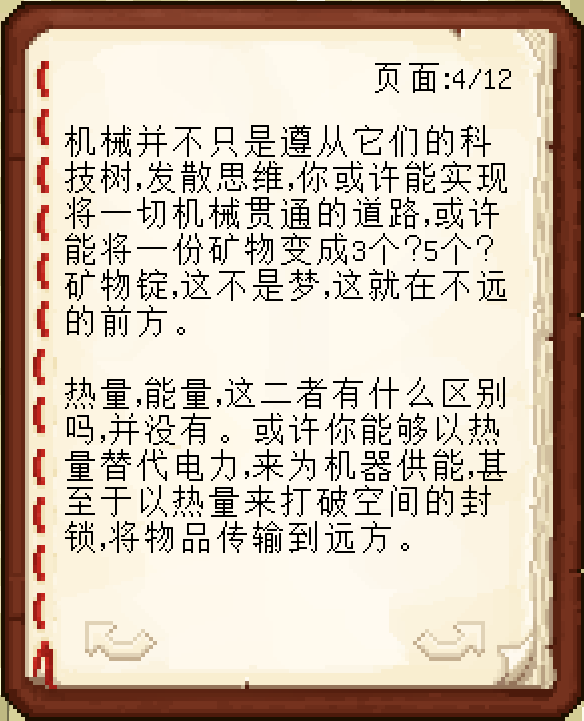 页面:4/12
机械并不只是遵从它们的科
技树,发散思维,你或许能实现
将一切机械贯通的道路,或许
能将一份矿物变成3个?5个?
矿物锭,这不是梦,这就在不远
的前方。
热量,能量,这二者有什么区别
吗,并没有。或许你能够以热
量替代电力,来为机器供能,甚
至于以热量来打破空间的封
锁,将物品传输到远方。